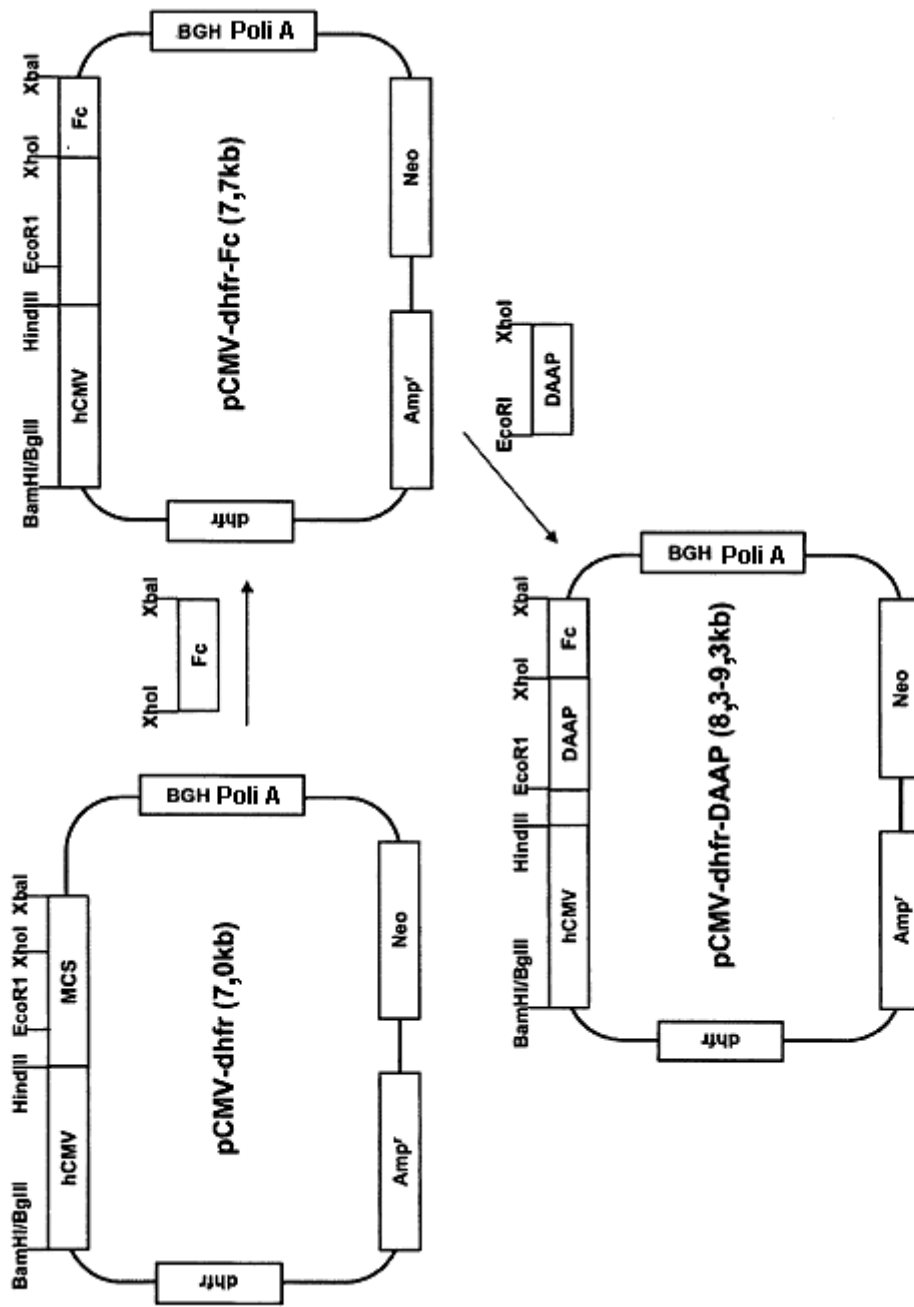 BamHI/BglII HindIII EcoR1 XhoI XbaI
hCMV MCS
dhfr
BGH Poli A
pCMV-dhfr (7,0kb)
Amp^r Neo
XhoI XbaI
Fc
BamHI/BglII HindIII EcoR1 XhoI XbaI
hCMV Fc
dhfr
BGH Poli A
pCMV-dhfr-Fc (7,7kb)
Amp^r Neo
EcoRI XhoI
DAAP
BamHI/BglII HindIII EcoR1 XhoI XbaI
hCMV DAAP Fc
dhfr
BGH Poli A
pCMV-dhfr-DAAP (8,3-9,3kb)
Amp^r Neo